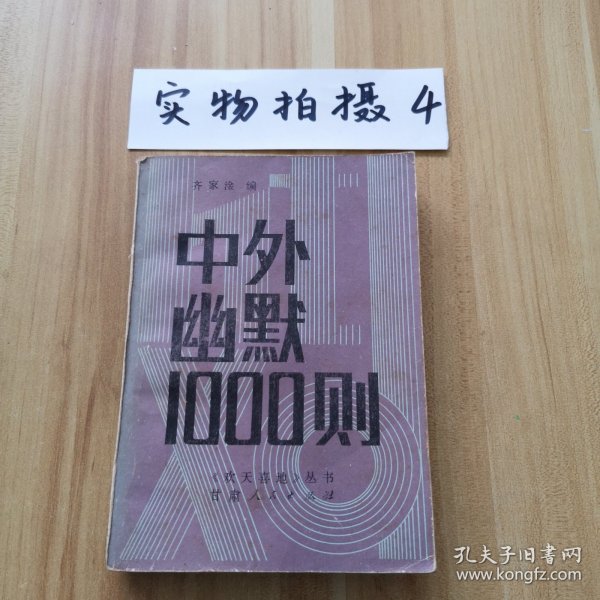 实物拍摄4
齐家淦 编
中外
幽默
1000则
《欢天喜地》丛书
甘肃人民出版社
孔夫子旧書网
www.kongfz.com